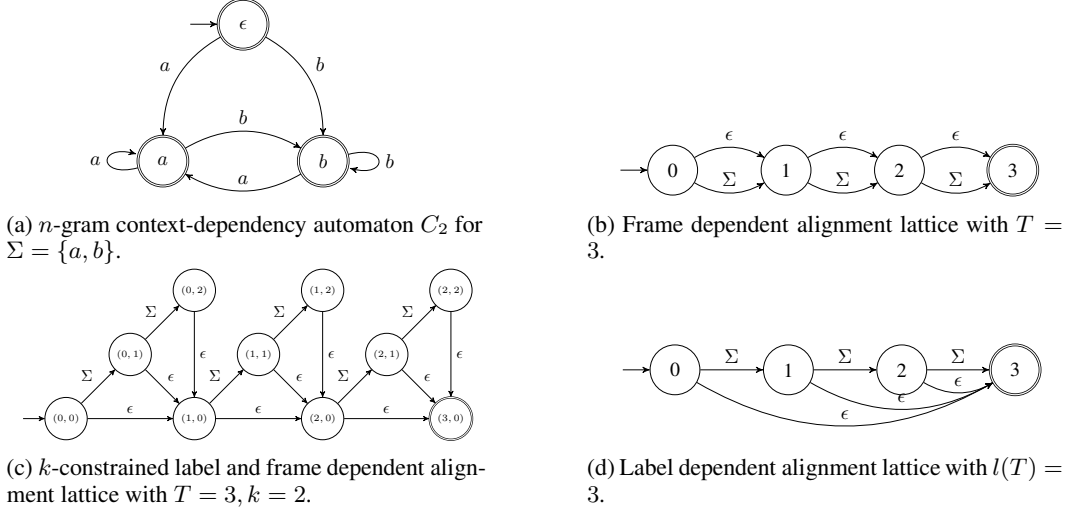 ϵ
a
b
b
a
a
b
a
b
(a) n-gram context-dependency automaton C₂ for
Σ = {a, b}.
ϵ
ϵ
ϵ
0
1
2
3
Σ
Σ
Σ
(b) Frame dependent alignment lattice with T =
3.
(0, 2)
(1, 2)
(2, 2)
Σ
Σ
Σ
(0, 1)
(1, 1)
(2, 1)
ϵ
ϵ
ϵ
Σ
ϵ
Σ
ϵ
Σ
ϵ
(0, 0)
ϵ
(1, 0)
ϵ
(2, 0)
ϵ
(3, 0)
(c) k-constrained label and frame dependent align-
ment lattice with T = 3, k = 2.
Σ
Σ
Σ
0
1
2
3
ϵ
ϵ
ϵ
(d) Label dependent alignment lattice with l(T) =
3.